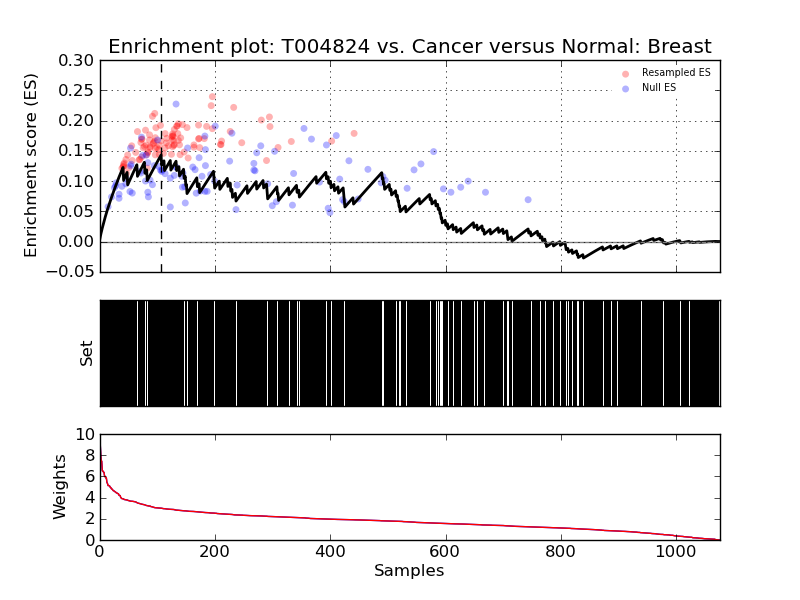 Enrichment plot: T004824 vs. Cancer versus Normal: Breast
Enrichment score (ES)
0.30
0.25
0.20
0.15
0.10
0.05
0.00
−0.05
Resampled ES
Null ES
Set
Weights
10
8
6
4
2
0
0 200 400 600 800 1000
Samples